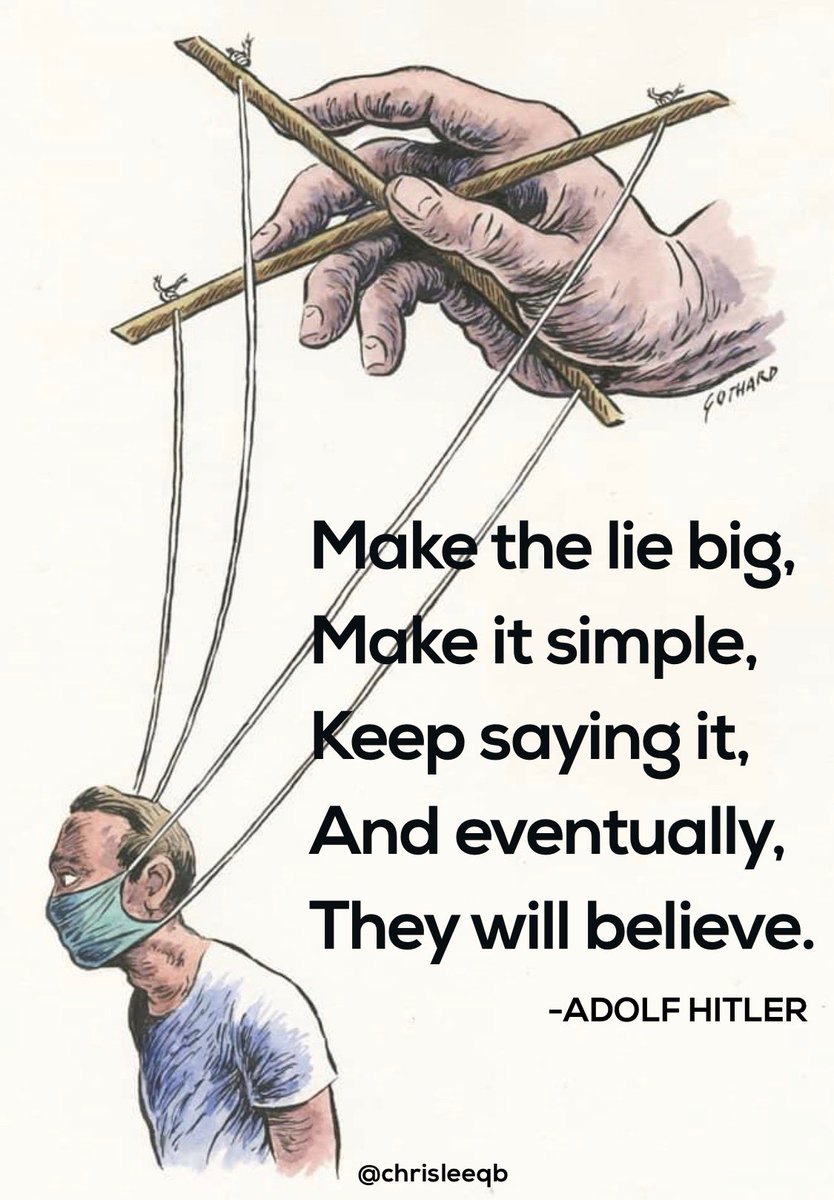 GOTHARD
Make the lie big,
Make it simple,
Keep saying it,
And eventually,
They will believe.
-ADOLF HITLER
@chrisleeqb